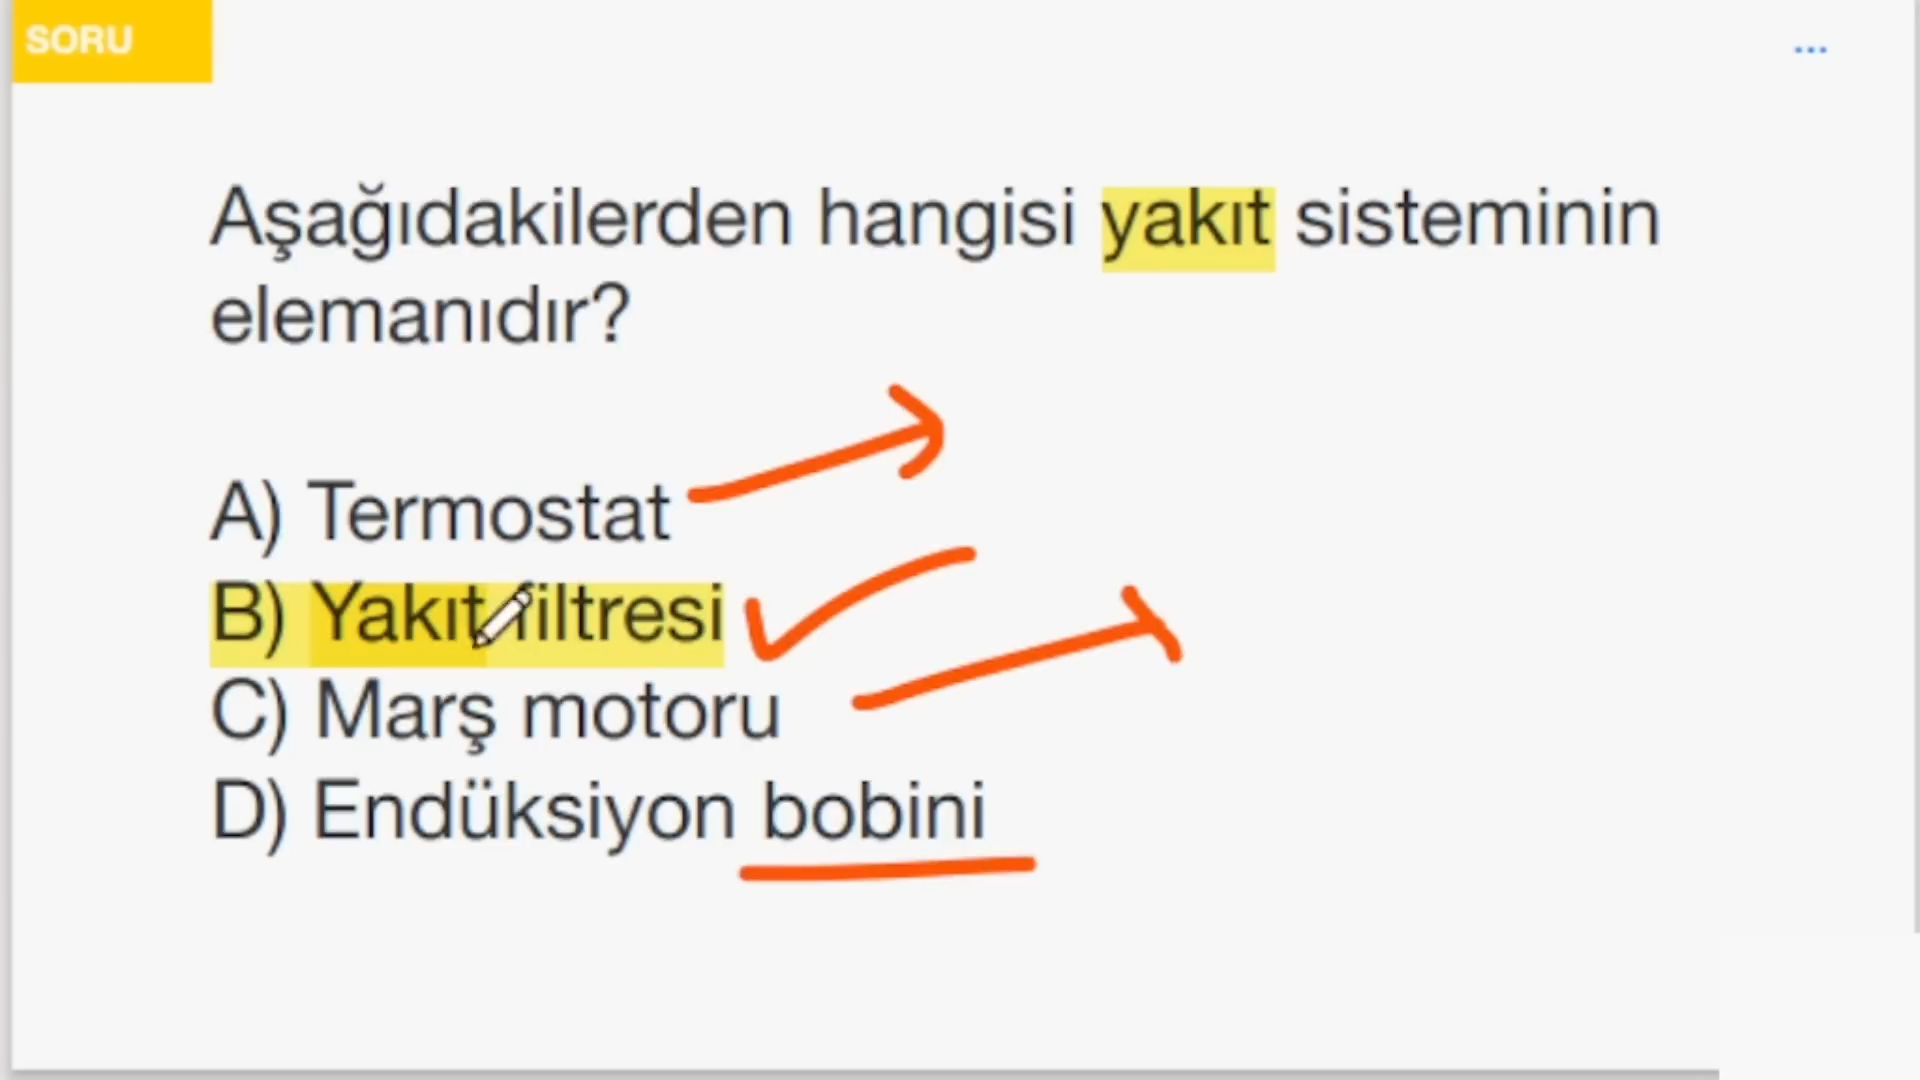 SORU
...
Aşağıdakilerden hangisi yakıt sisteminin
elemanıdır?
A) Termostat
B) Yakıt filtresi
C) Marş motoru
D) Endüksiyon bobini